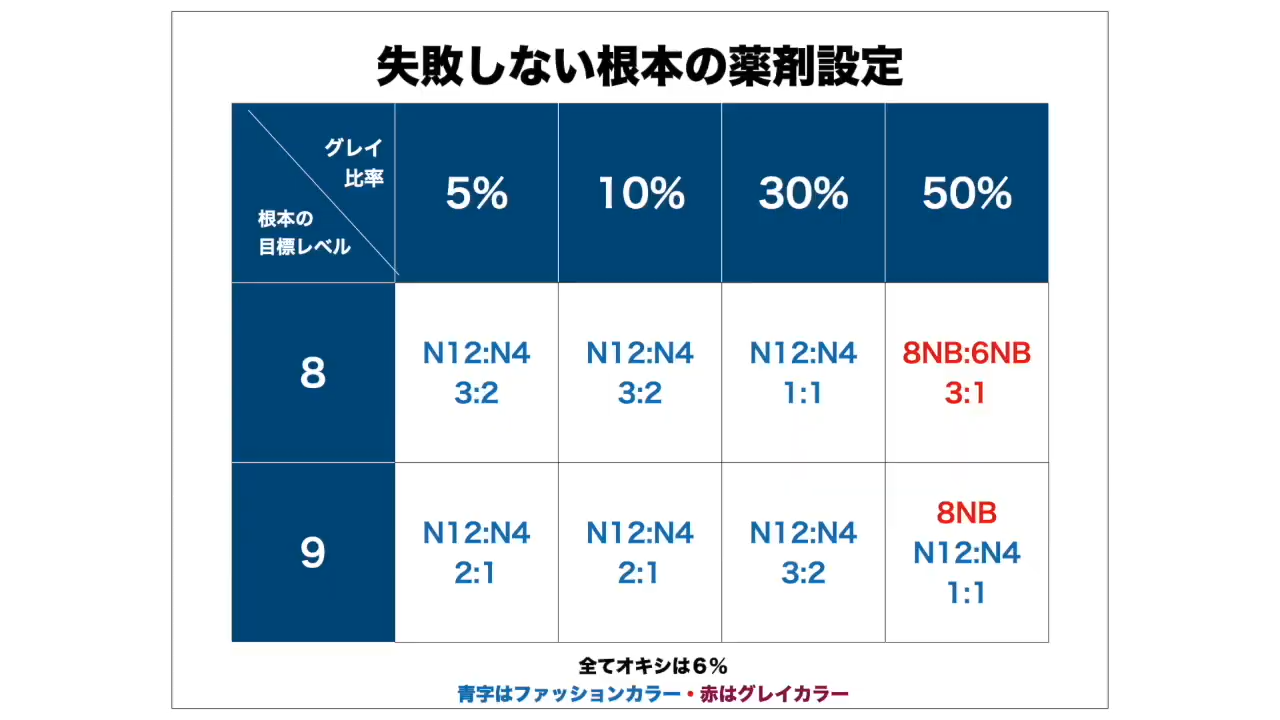 失敗しない根本の薬剤設定
グレイ
比率
根本の
目標レベル
5%
10%
30%
50%
8
N12:N4
3:2
N12:N4
3:2
N12:N4
1:1
8NB:6NB
3:1
9
N12:N4
2:1
N12:N4
2:1
N12:N4
3:2
8NB
N12:N4
1:1
全てオキシは6%
青字はファッションカラー・赤はグレイカラー